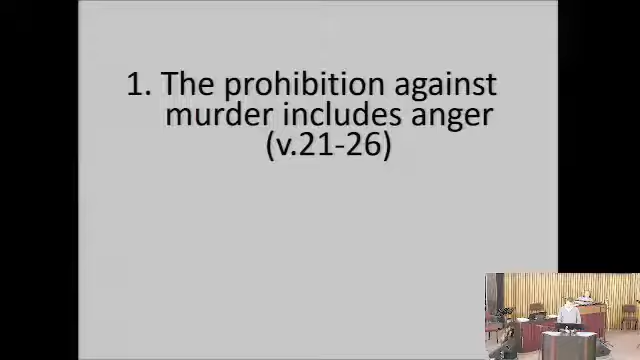 1. The prohibition against
murder includes anger
(v.21-26)